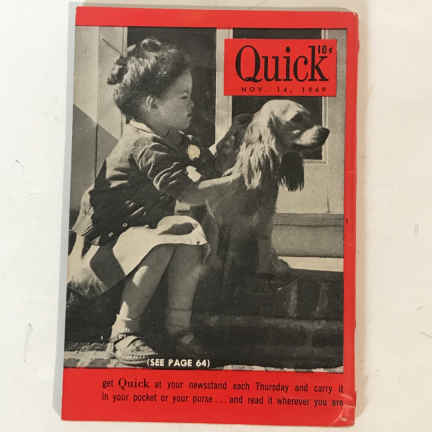 10¢
Quick
NOV. 14, 1949
(SEE PAGE 64)
get Quick at your newsstand each Thursday and carry it
in your pocket or your purse ... and read it wherever you are